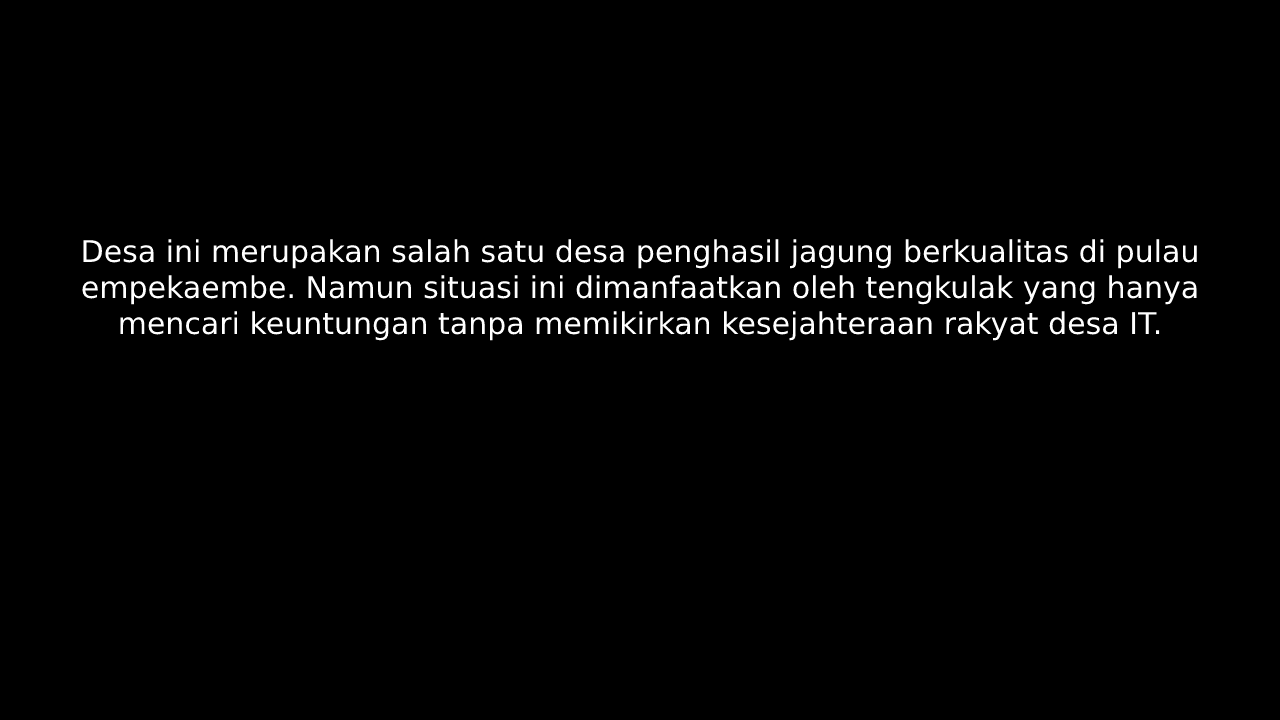 Desa ini merupakan salah satu desa penghasil jagung berkualitas di pulau
empekaembe. Namun situasi ini dimanfaatkan oleh tengkulak yang hanya
mencari keuntungan tanpa memikirkan kesejahteraan rakyat desa IT.